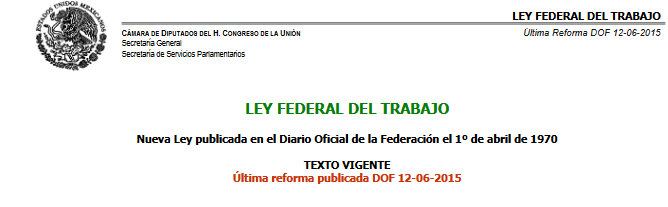 ESTADOS UNIDOS MEXICANOS
LEY FEDERAL DEL TRABAJO
CÁMARA DE DIPUTADOS DEL H. CONGRESO DE LA UNIÓN
Última Reforma DOF 12-06-2015
Secretaría General
Secretaría de Servicios Parlamentarios
LEY FEDERAL DEL TRABAJO
Nueva Ley publicada en el Diario Oficial de la Federación el 1º de abril de 1970
TEXTO VIGENTE
Última reforma publicada DOF 12-06-2015